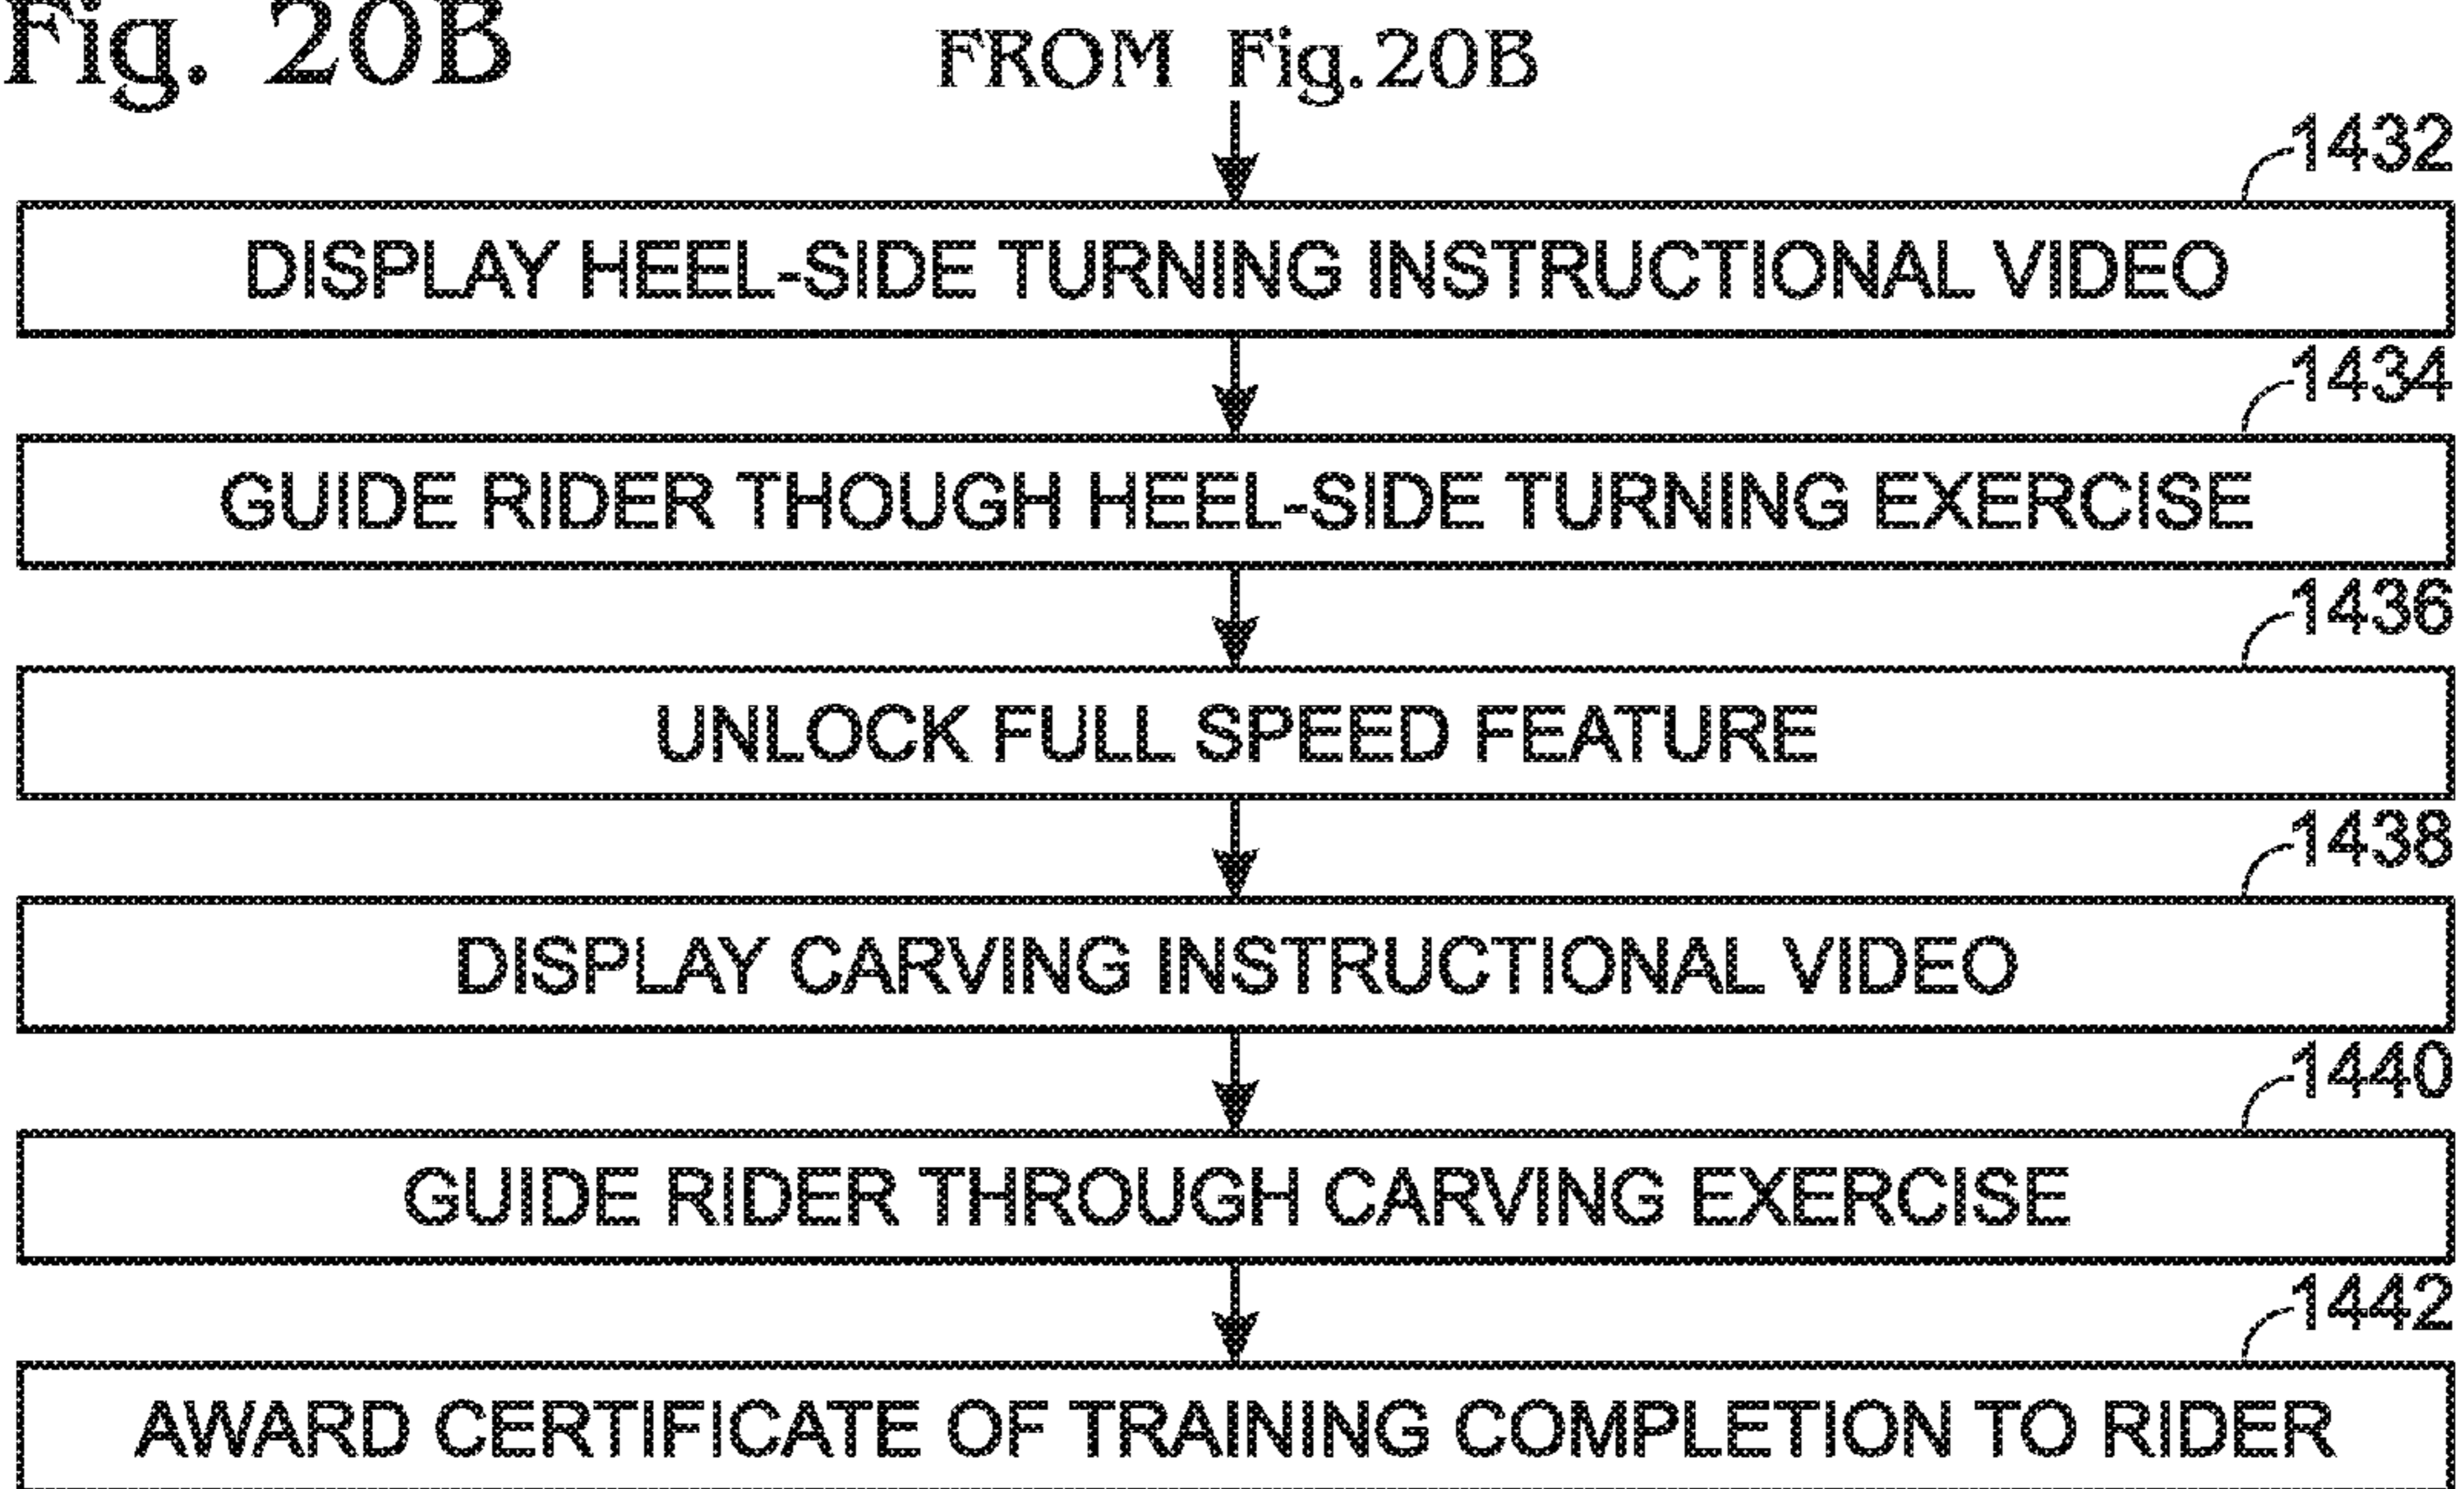 Fig. 20B
FROM Fig.20B
1432
DISPLAY HEEL-SIDE TURNING INSTRUCTIONAL VIDEO
1434
GUIDE RIDER THOUGH HEEL-SIDE TURNING EXERCISE
1436
UNLOCK FULL SPEED FEATURE
1438
DISPLAY CARVING INSTRUCTIONAL VIDEO
1440
GUIDE RIDER THROUGH CARVING EXERCISE
1442
AWARD CERTIFICATE OF TRAINING COMPLETION TO RIDER